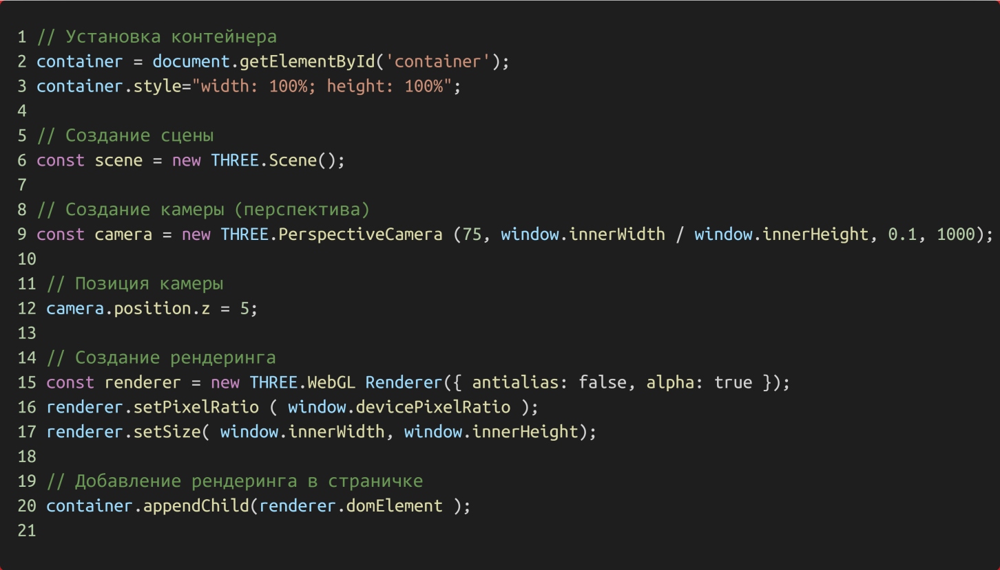 1 // Установка контейнера
2 container = document.getElementById('container');
3 container.style="width: 100%; height: 100%";
4
5 // Создание сцены
6 const scene = new THREE.Scene();
7
8 // Создание камеры (перспектива)
9 const camera = new THREE.PerspectiveCamera (75, window.innerWidth / window.innerHeight, 0.1, 1000);
10
11 // Позиция камеры
12 camera.position.z = 5;
13
14 // Создание рендеринга
15 const renderer = new THREE.WebGL Renderer({ antialias: false, alpha: true });
16 renderer.setPixelRatio ( window.devicePixelRatio );
17 renderer.setSize( window.innerWidth, window.innerHeight);
18
19 // Добавление рендеринга в страничке
20 container.appendChild(renderer.domElement );
21